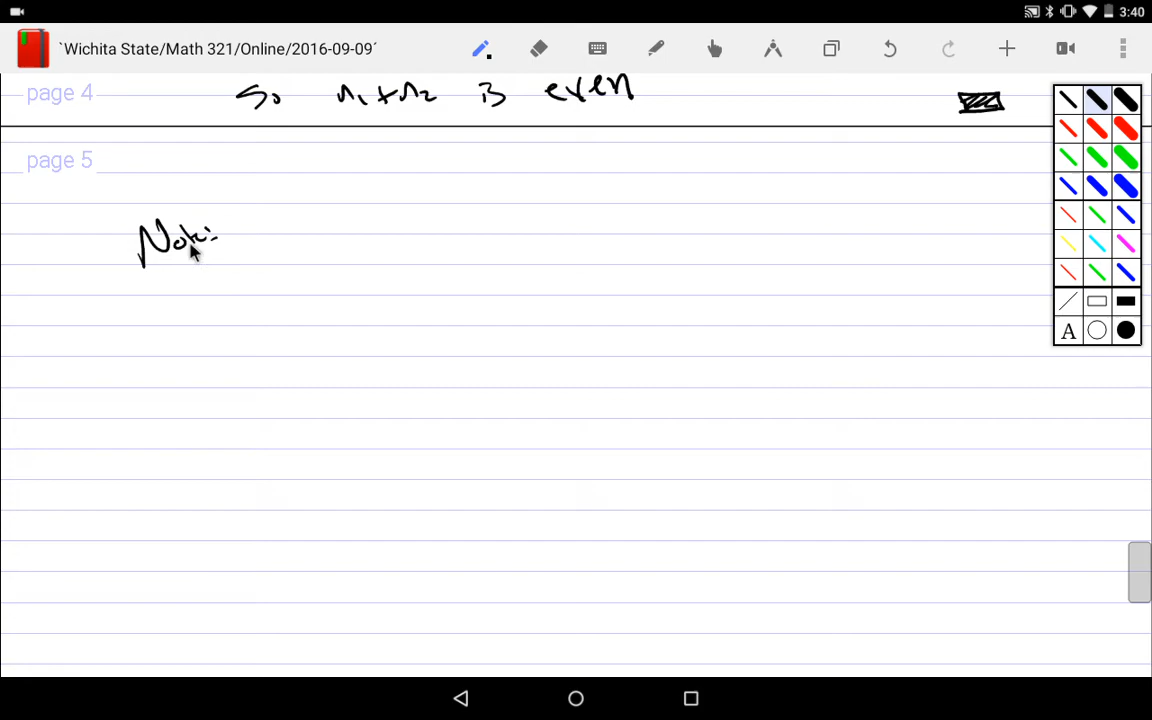 3:40
`Wichita State/Math 321/Online/2016-09-09´
page 4
So n₁+n₂ is even
page 5
Note:
A